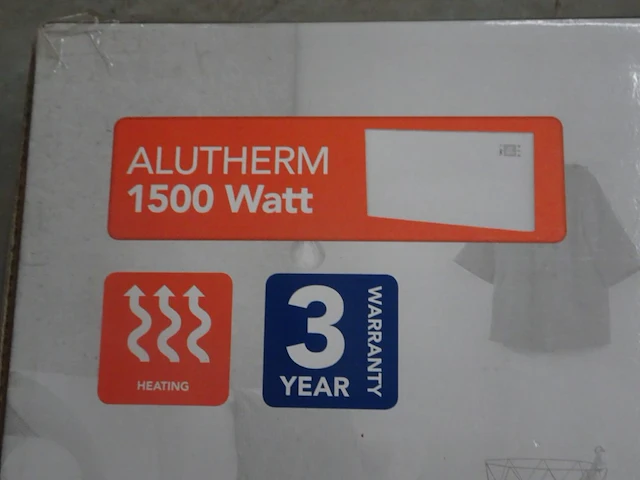 ALUTHERM
1500 Watt
HEATING
3
YEAR
WARRANTY